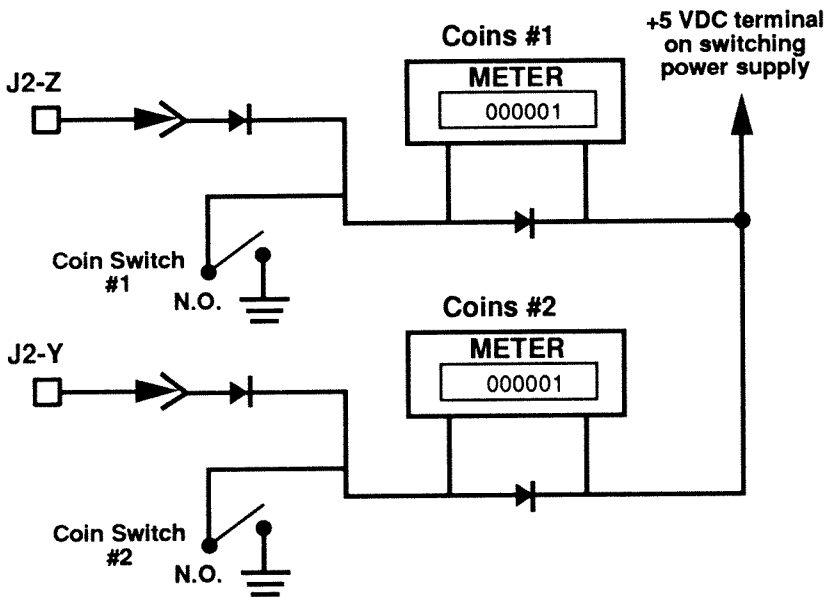 +5 VDC terminal
on switching
power supply
Coins #1
METER
000001
J2-Z
Coin Switch
#1
N.O.
Coins #2
METER
000001
J2-Y
Coin Switch
#2
N.O.